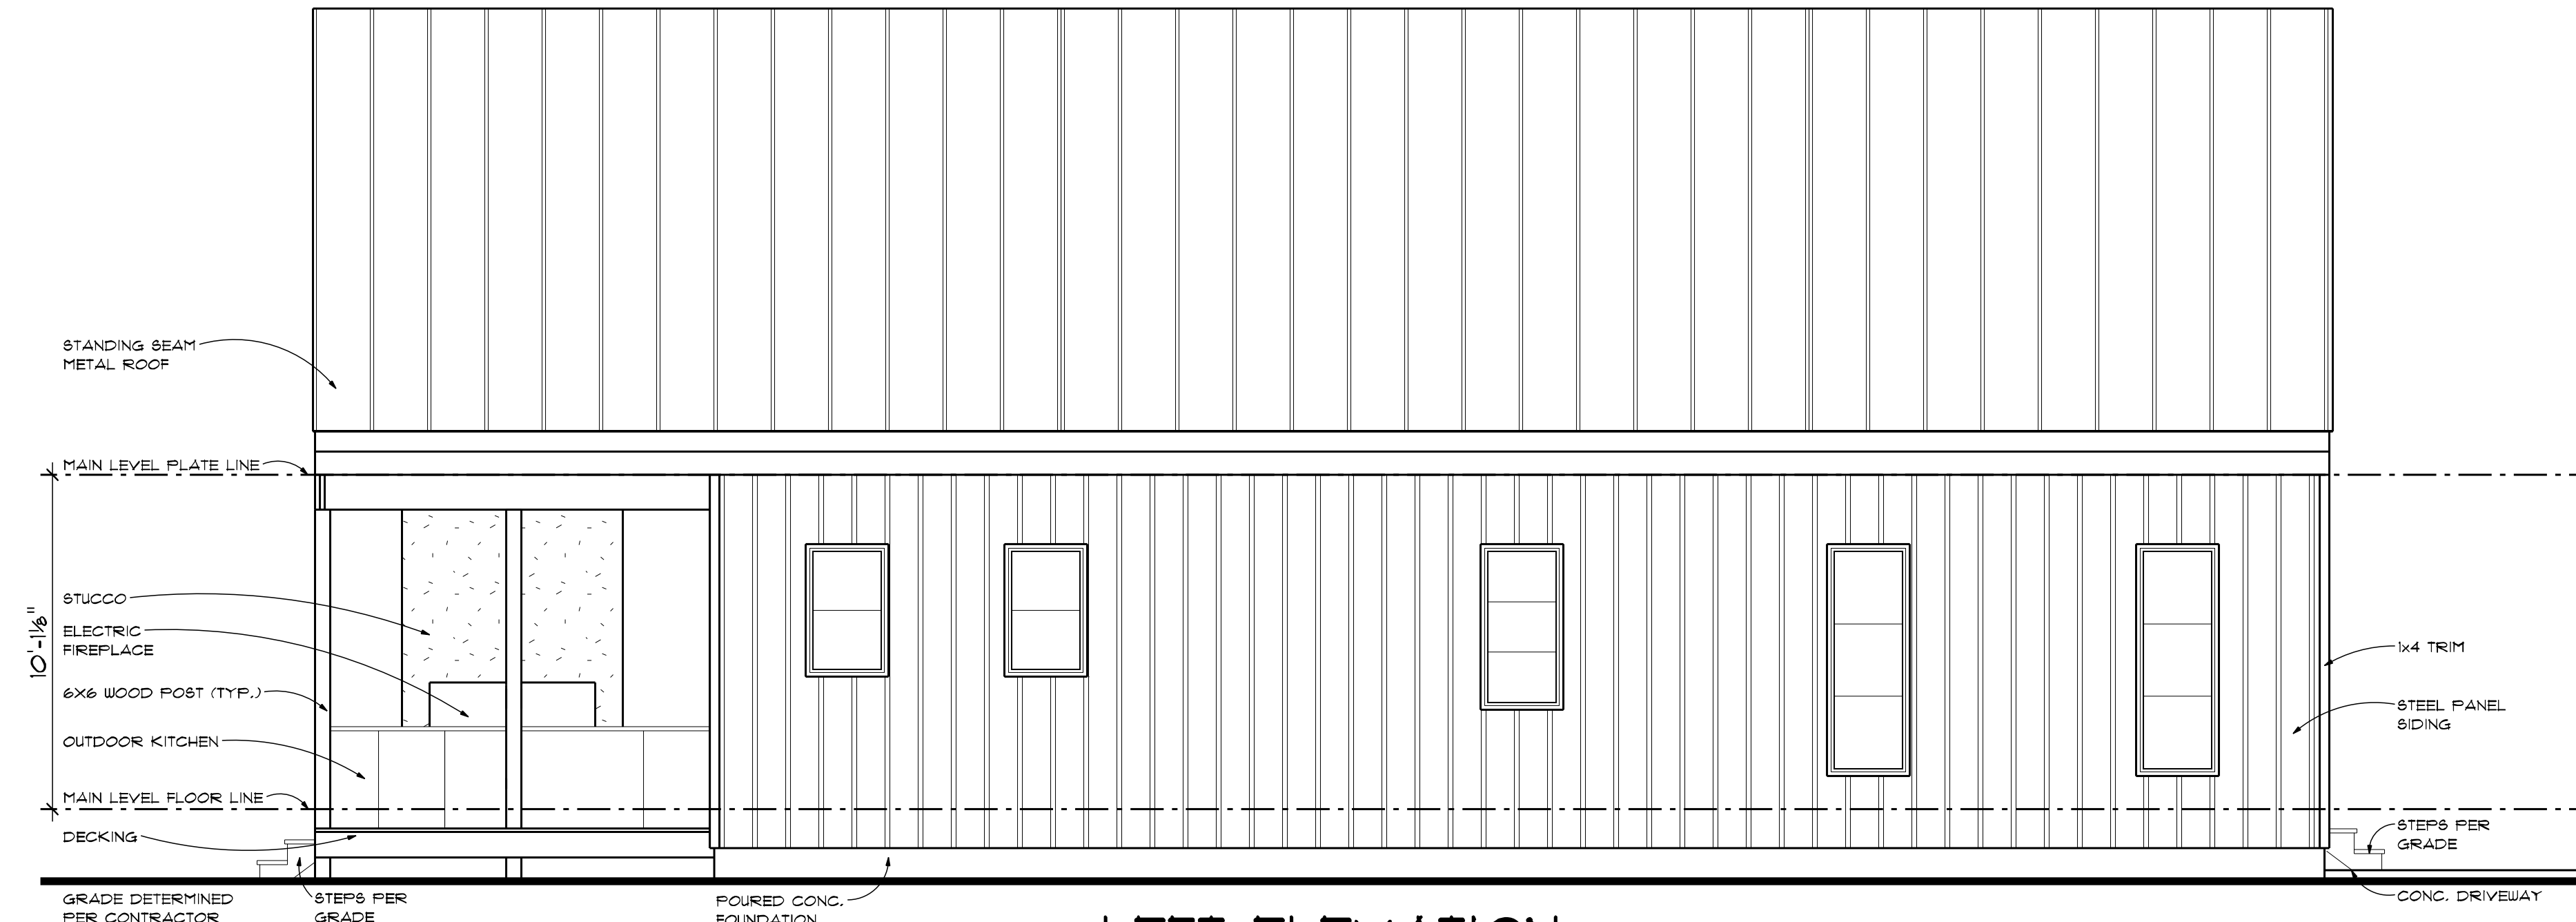 STANDING SEAM
METAL ROOF
MAIN LEVEL PLATE LINE
10'-1⅛"
STUCCO
ELECTRIC
FIREPLACE
6X6 WOOD POST (TYP.)
OUTDOOR KITCHEN
MAIN LEVEL FLOOR LINE
DECKING
GRADE DETERMINED
PER CONTRACTOR
STEPS PER
GRADE
POURED CONC.
FOUNDATION
LEFT ELEVATION
1x4 TRIM
STEEL PANEL
SIDING
STEPS PER
GRADE
CONC. DRIVEWAY